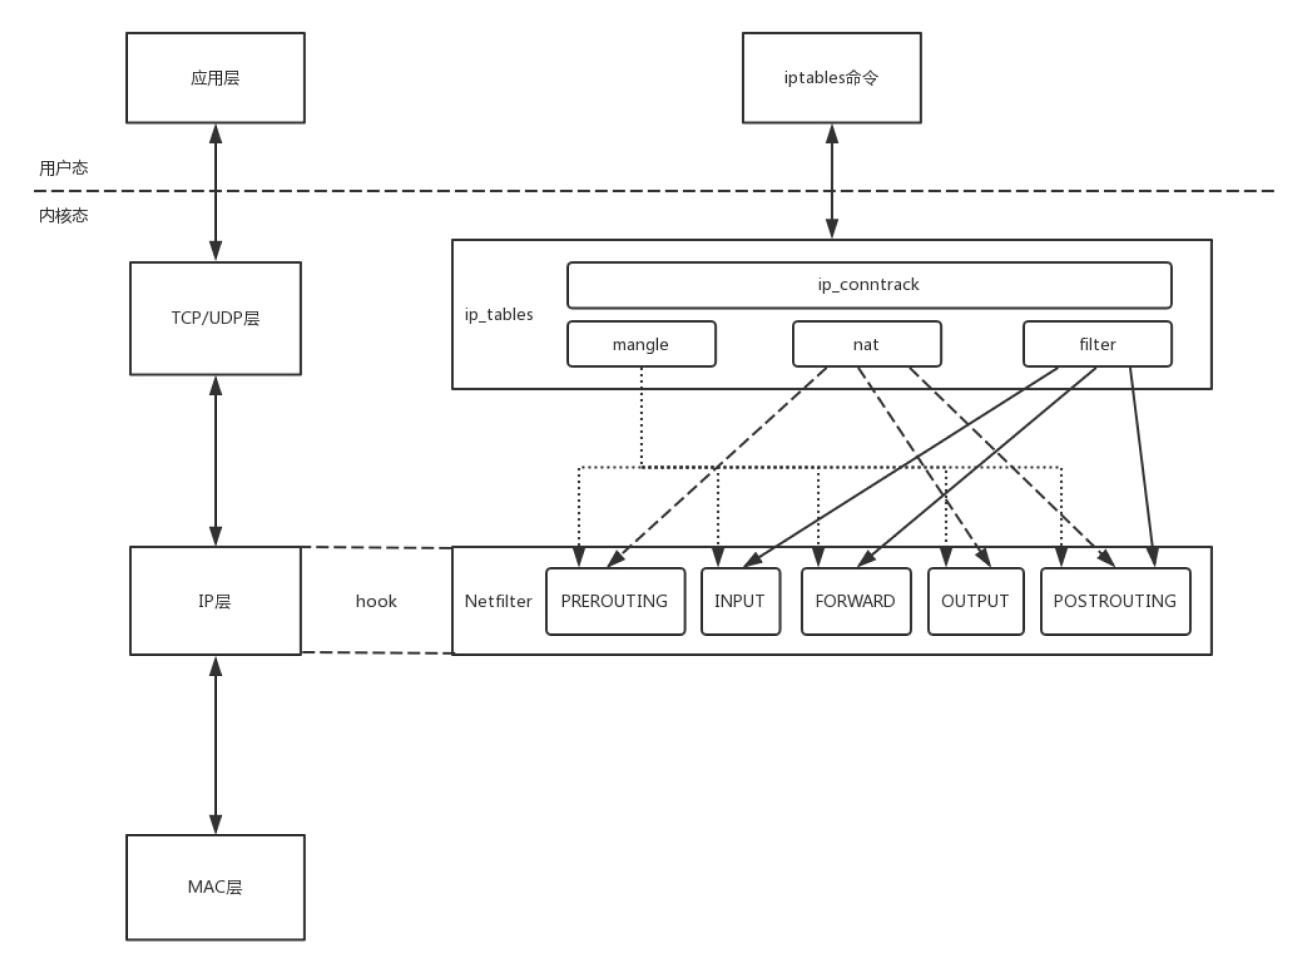 应用层
iptables命令
用户态
内核态
ip_conntrack
ip_tables
TCP/UDP层
mangle
nat
filter
IP层
hook
Netfilter
PREROUTING
INPUT
FORWARD
OUTPUT
POSTROUTING
MAC层